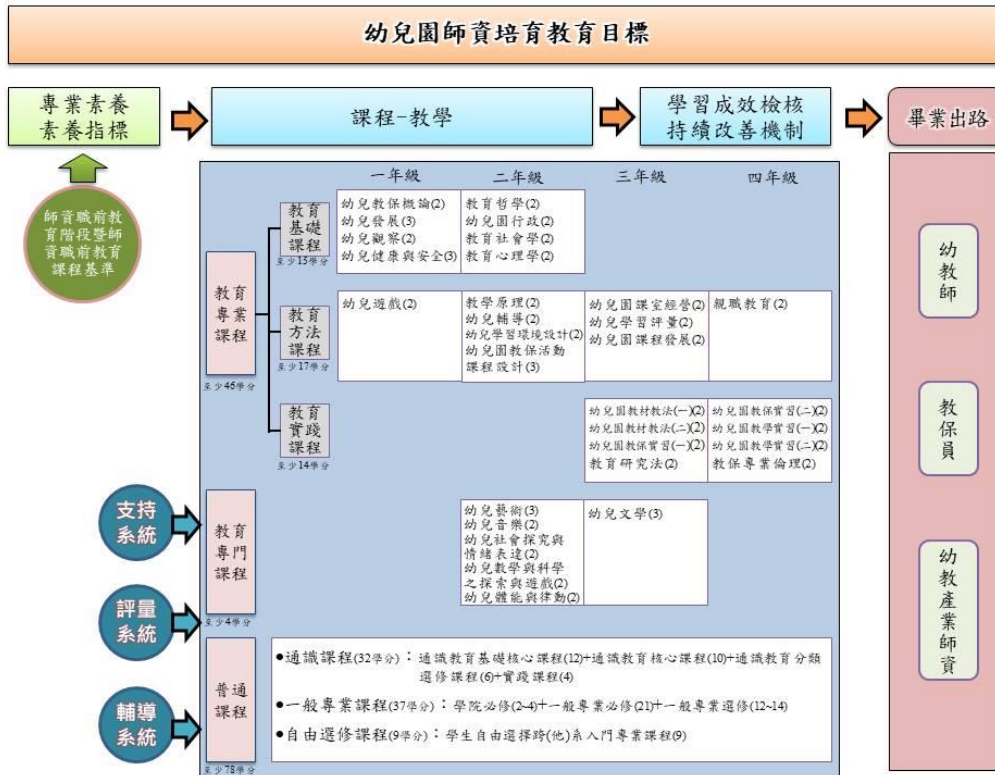 幼兒園師資培育教育目標
專業素養
素養指標
課程-教學
學習成效檢核
持續改善機制
畢業出路
師資職前教
育階段暨師
資職前教育
課程基準
一年級
二年級
三年級
四年級
教育
專業
課程
至少46學分
教育
基礎
課程
至少15學分
幼兒教保概論(2)
幼兒發展(3)
幼兒觀察(2)
幼兒健康與安全(3)
教育哲學(2)
幼兒園行政(2)
教育社會學(2)
教育心理學(2)
教育
方法
課程
至少17學分
幼兒遊戲(2)
教學原理(2)
幼兒輔導(2)
幼兒學習環境設計(2)
幼兒園教保活動
課程設計(3)
幼兒園課室經營(2)
幼兒學習評量(2)
幼兒園課程發展(2)
親職教育(2)
教育
實踐
課程
至少14學分
幼兒園教材教法(一)(2)
幼兒園教材教法(二)(2)
幼兒園教保實習(一)(2)
教育研究法(2)
幼兒園教保實習(二)(2)
幼兒園教學實習(一)(2)
幼兒園教學實習(二)(2)
教保專業倫理(2)
支持
系統
教育
專門
課程
至少4學分
幼兒藝術(3)
幼兒音樂(2)
幼兒社會探究與
情緒表達(2)
幼兒數學與科學
之探索與遊戲(2)
幼兒體能與律動(2)
幼兒文學(3)
評量
系統
輔導
系統
普通
課程
至少78學分
●通識課程(32學分)：通識教育基礎核心課程(12)+通識教育核心課程(10)+通識教育分類
選修課程(6)+實踐課程(4)
●一般專業課程(37學分)：學院必修(2~4)+一般專業必修(21)+一般專業選修(12~14)
●自由選修課程(9學分)：學生自由選擇跨(他)系入門專業課程(9)
幼教師
教保員
幼教產業師資